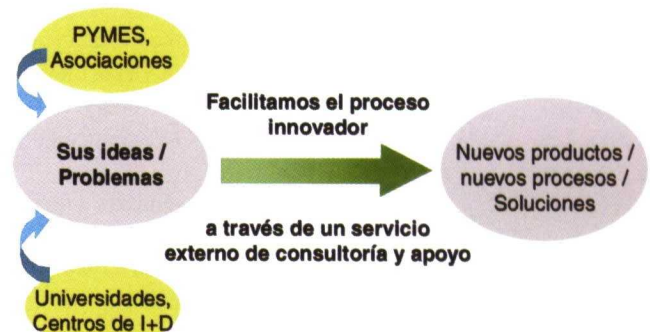 PYMES,
Asociaciones
Sus ideas /
Problemas
Universidades,
Centros de I+D
Facilitamos el proceso
innovador
a través de un servicio
externo de consultoría y apoyo
Nuevos productos /
nuevos procesos /
Soluciones